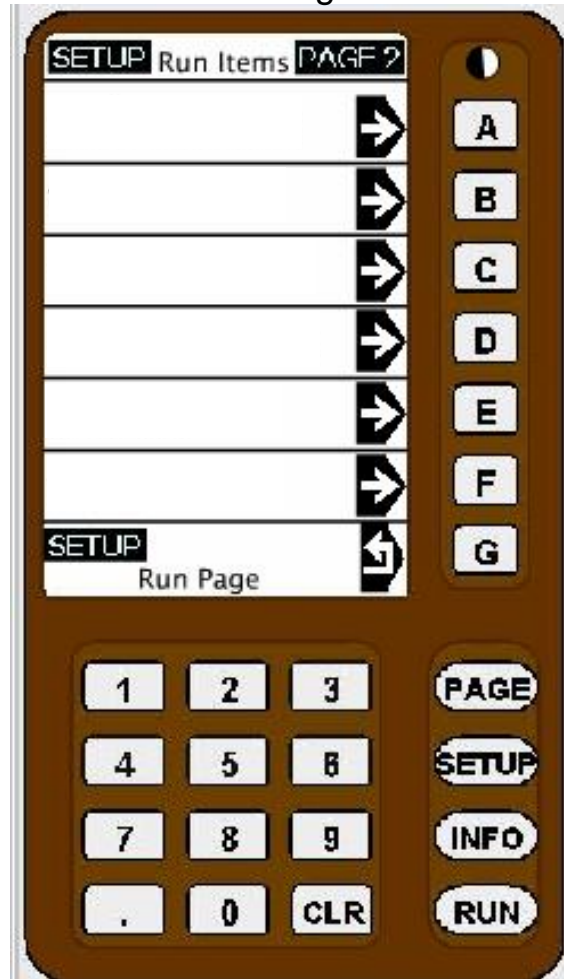 SETUP Run Items PAGE 2
A
B
C
D
E
F
SETUP
Run Page
G
1 2 3 PAGE
4 5 6 SETUP
7 8 9 INFO
. 0 CLR RUN